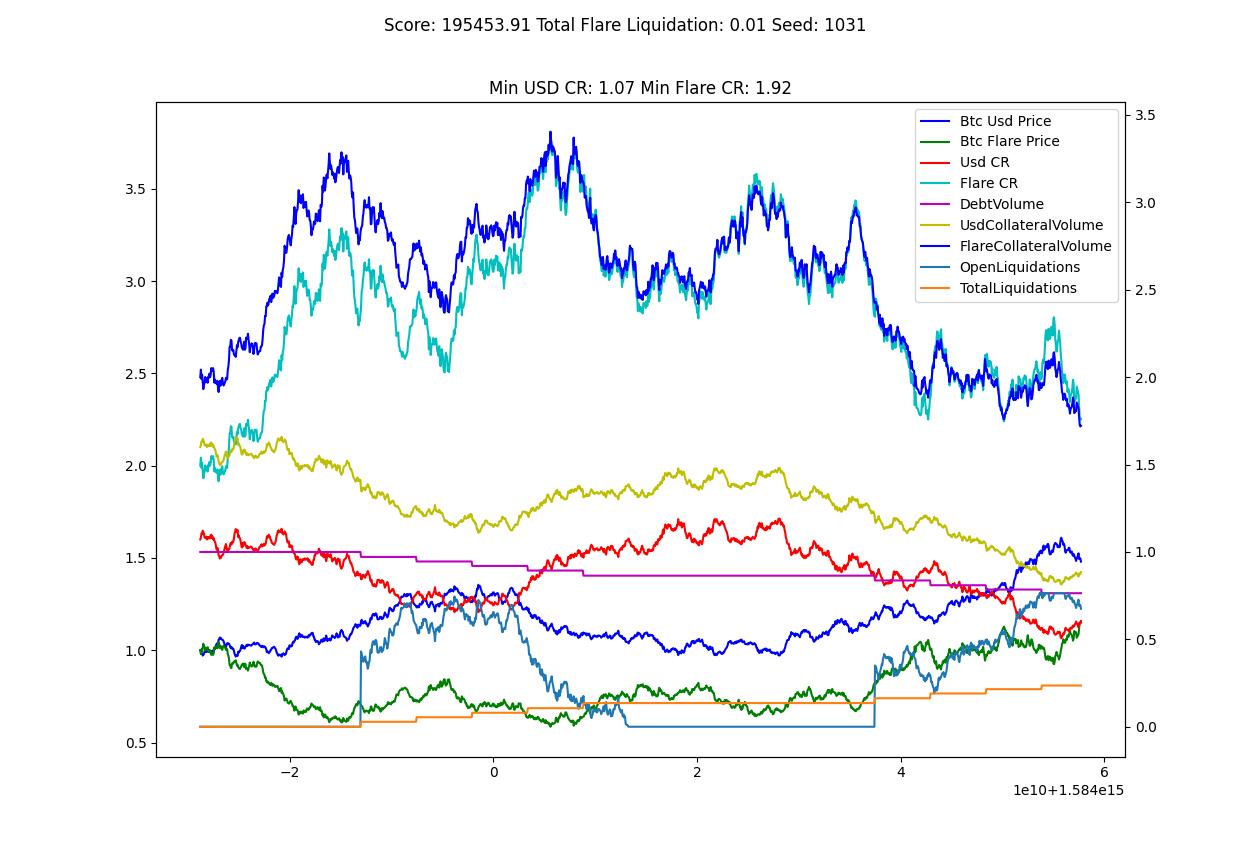 Score: 195453.91 Total Flare Liquidation: 0.01 Seed: 1031
Min USD CR: 1.07 Min Flare CR: 1.92
Btc Usd Price
Btc Flare Price
Usd CR
Flare CR
DebtVolume
UsdCollateralVolume
FlareCollateralVolume
OpenLiquidations
TotalLiquidations
3.5
3.0
2.5
2.0
1.5
1.0
0.5
3.5
3.0
2.5
2.0
1.5
1.0
0.5
0.0
−2 0 2 4 6
1e10+1.584e15